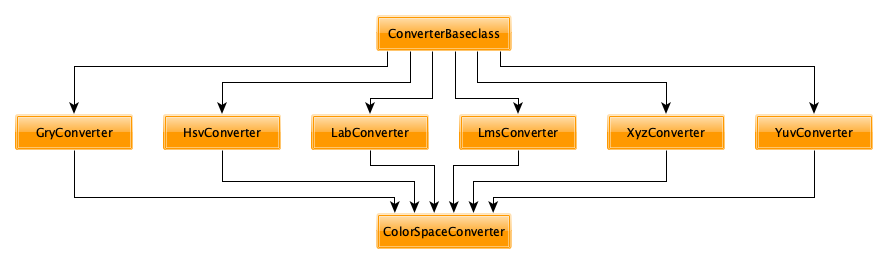 ConverterBaseclass
GryConverter
HsvConverter
LabConverter
LmsConverter
XyzConverter
YuvConverter
ColorSpaceConverter